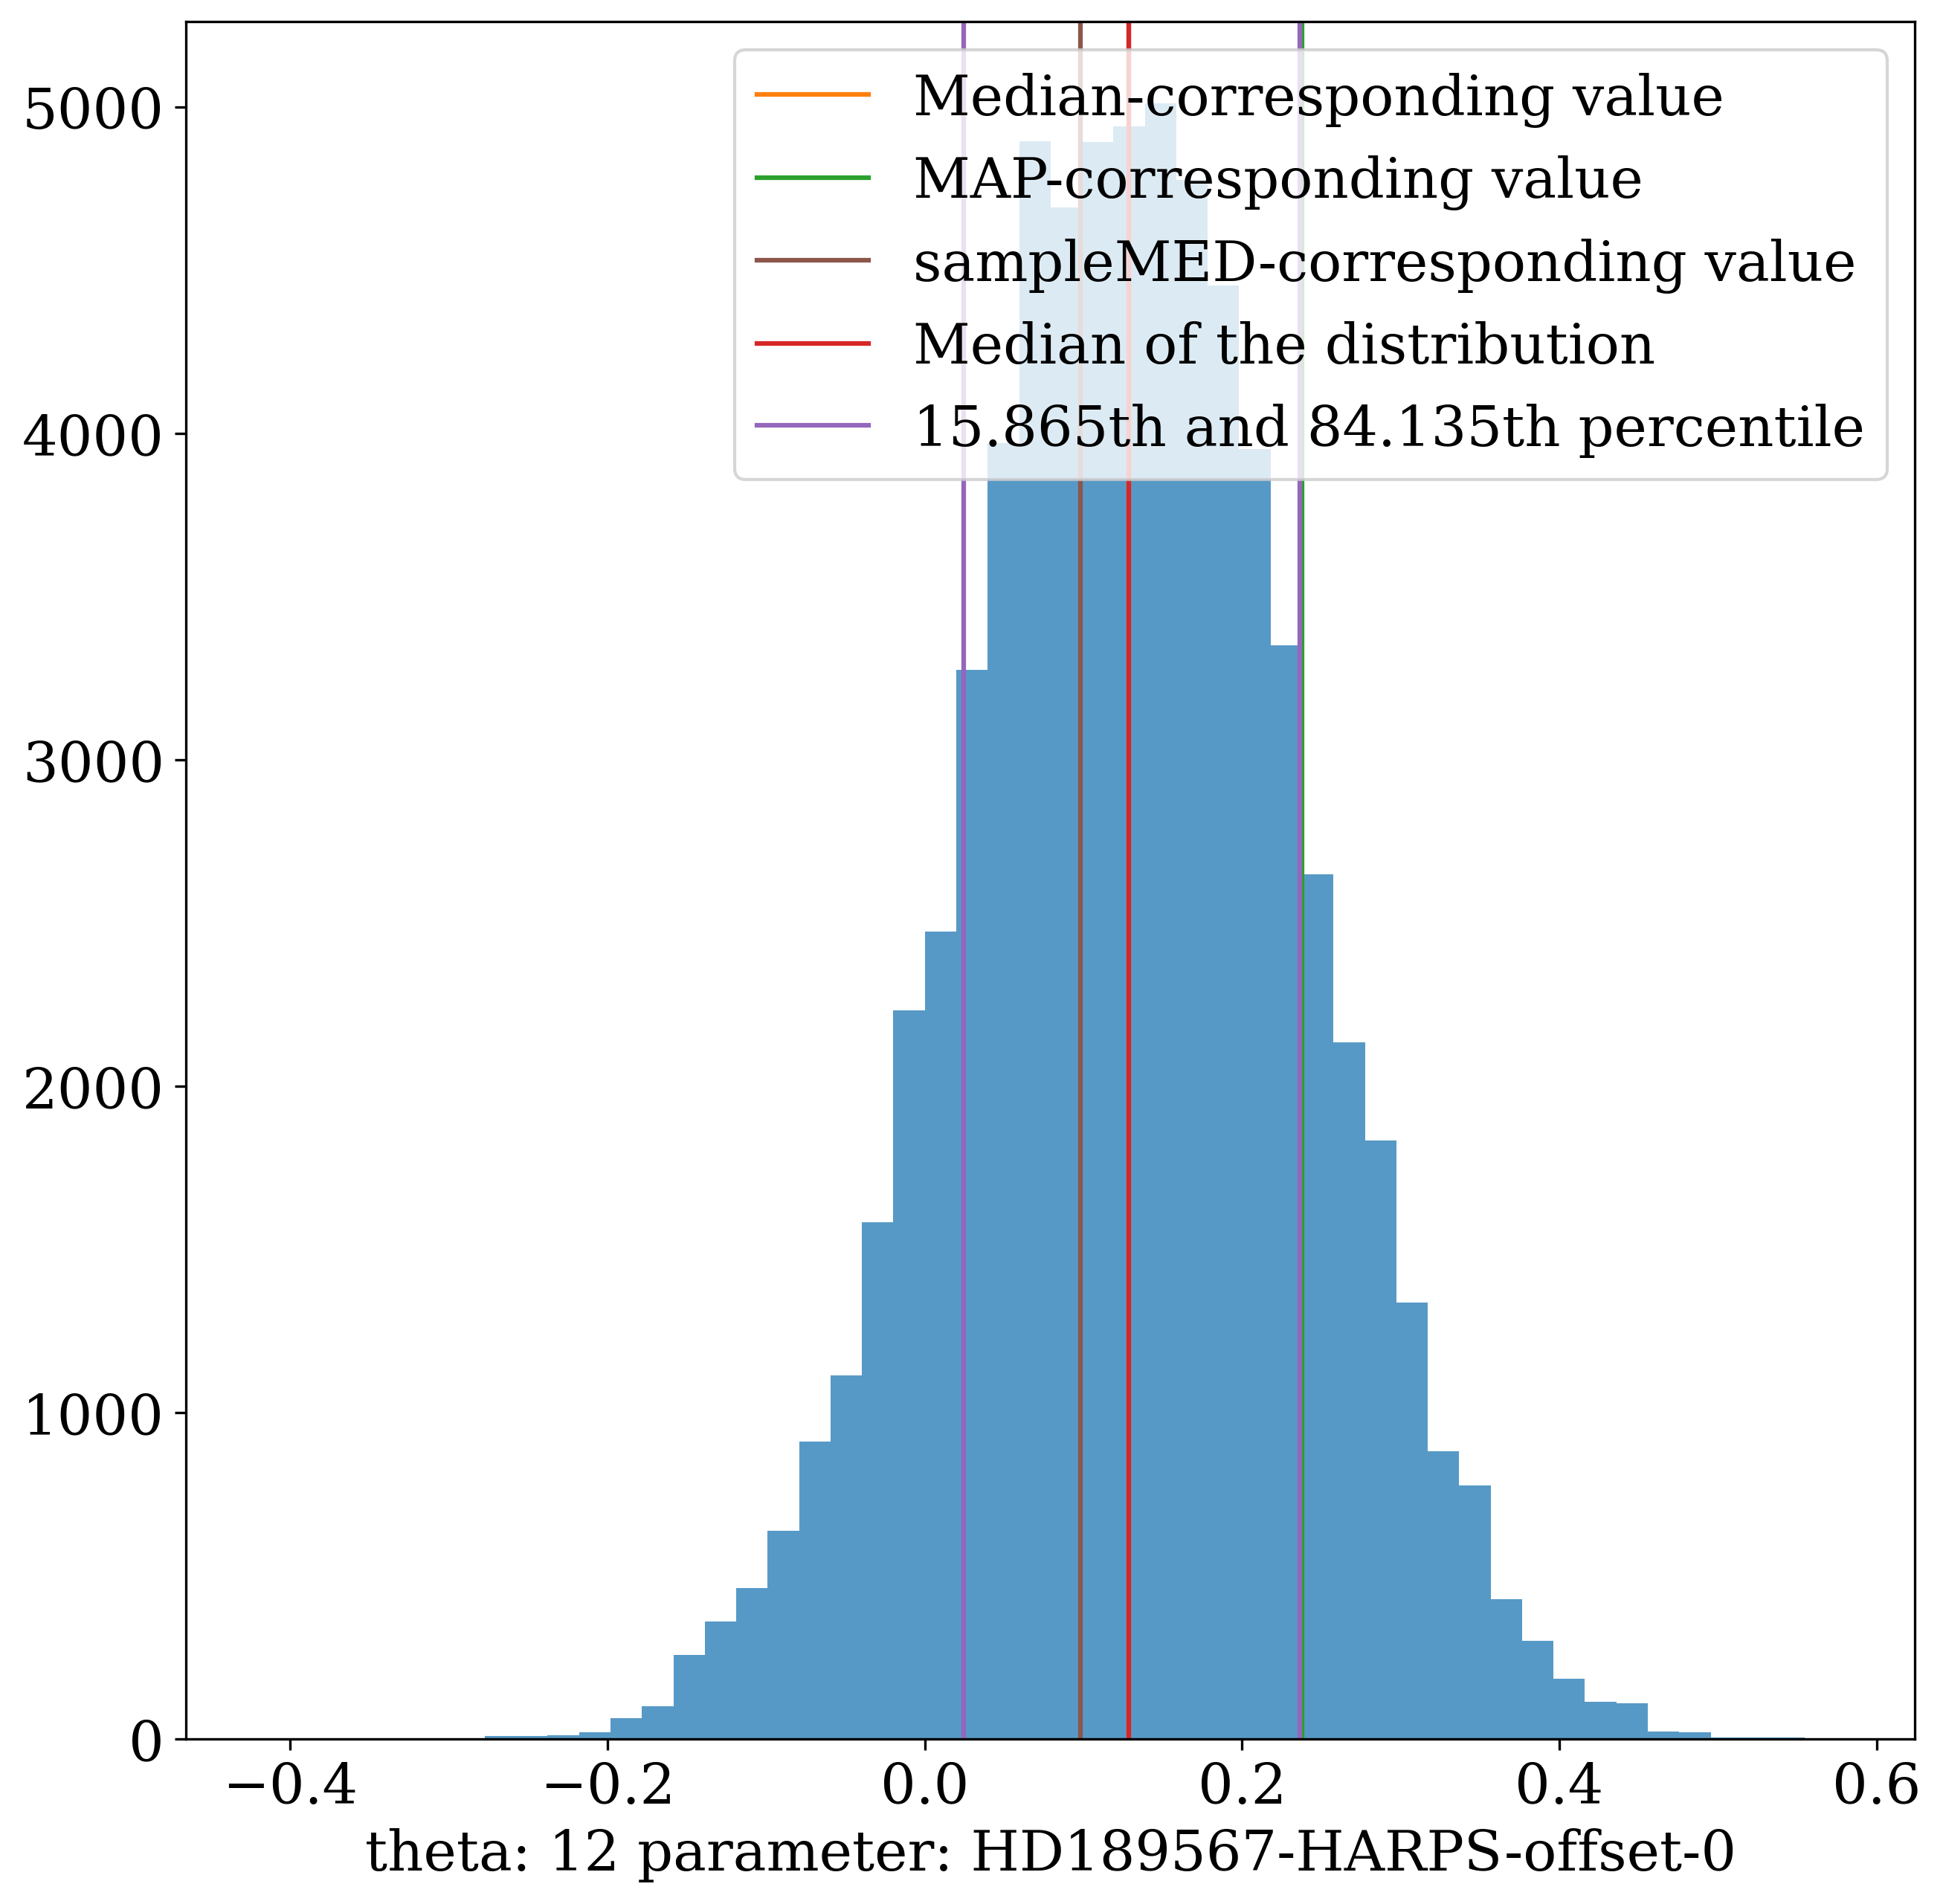 Median-corresponding value
MAP-corresponding value
sampleMED-corresponding value
Median of the distribution
15.865th and 84.135th percentile
5000
4000
3000
2000
1000
0
−0.4 −0.2 0.0 0.2 0.4 0.6
theta: 12 parameter: HD189567-HARPS-offset-0